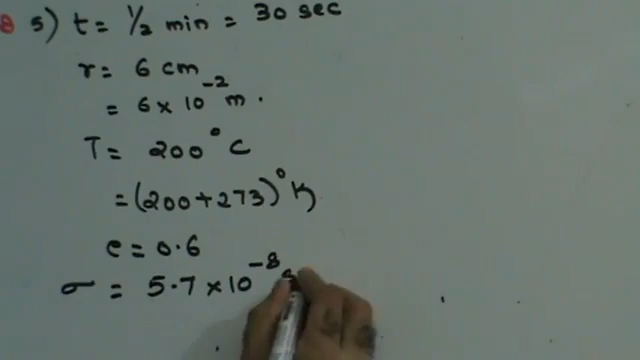 8 5) t = 1/2 min = 30 sec
r = 6 cm
= 6 × 10⁻² m.
T = 200° C
= (200 + 273)° K
e = 0.6
σ = 5.7 × 10⁻⁸ s